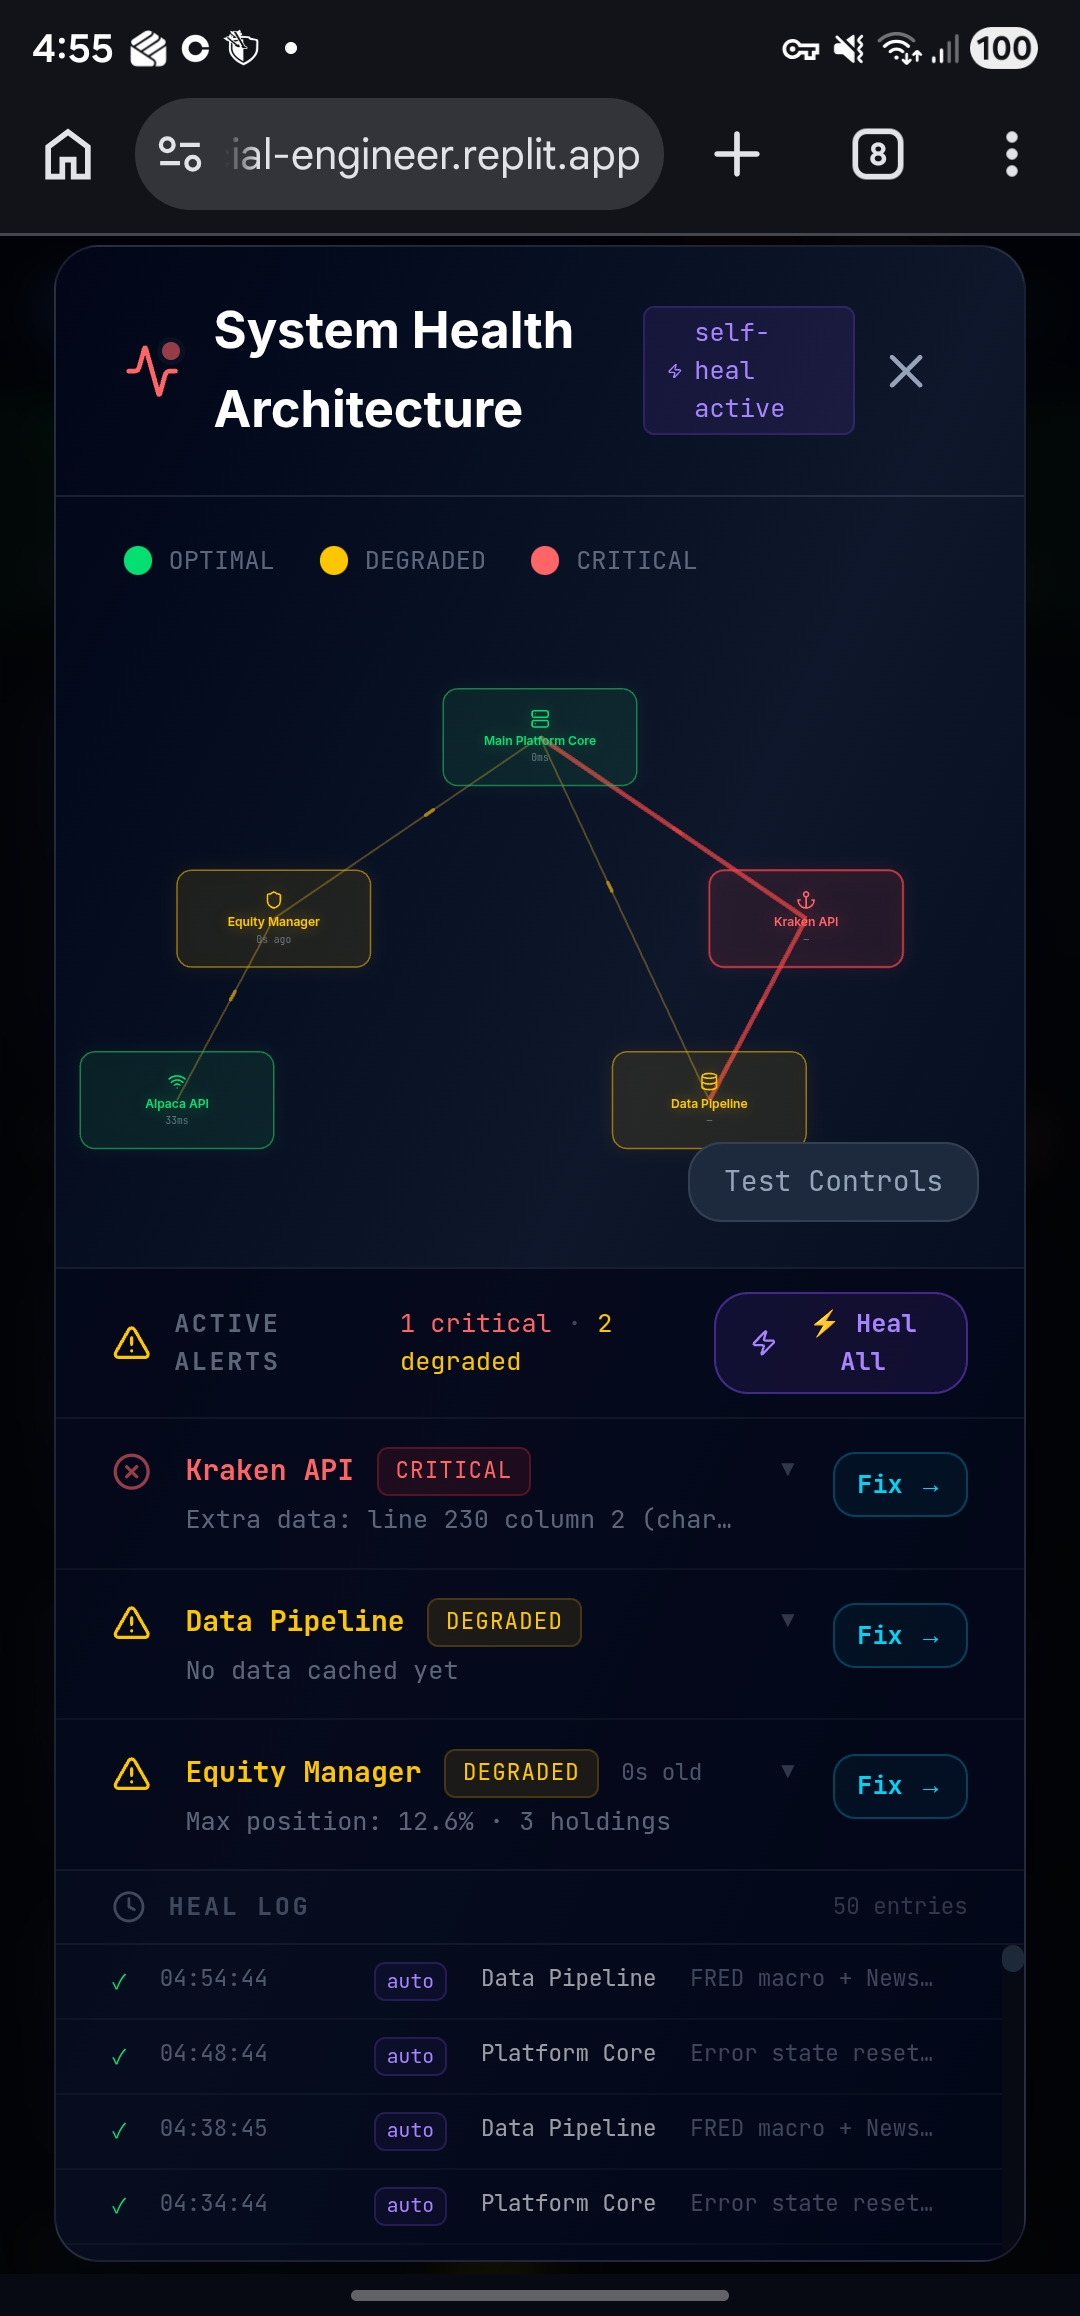 4:55
100
ial-engineer.replit.app
8
System Health
Architecture
self-
heal
active
OPTIMAL
DEGRADED
CRITICAL
Main Platform Core
0ms
Equity Manager
0s ago
Kraken API
—
Alpaca API
33ms
Data Pipeline
—
Test Controls
ACTIVE
ALERTS
1 critical · 2
degraded
⚡ Heal
All
Kraken API
CRITICAL
▼
Fix →
Extra data: line 230 column 2 (char…
Data Pipeline
DEGRADED
▼
Fix →
No data cached yet
Equity Manager
DEGRADED
0s old
▼
Fix →
Max position: 12.6% · 3 holdings
HEAL LOG
50 entries
✓ 04:54:44 auto Data Pipeline FRED macro + News…
✓ 04:48:44 auto Platform Core Error state reset…
✓ 04:38:45 auto Data Pipeline FRED macro + News…
✓ 04:34:44 auto Platform Core Error state reset…